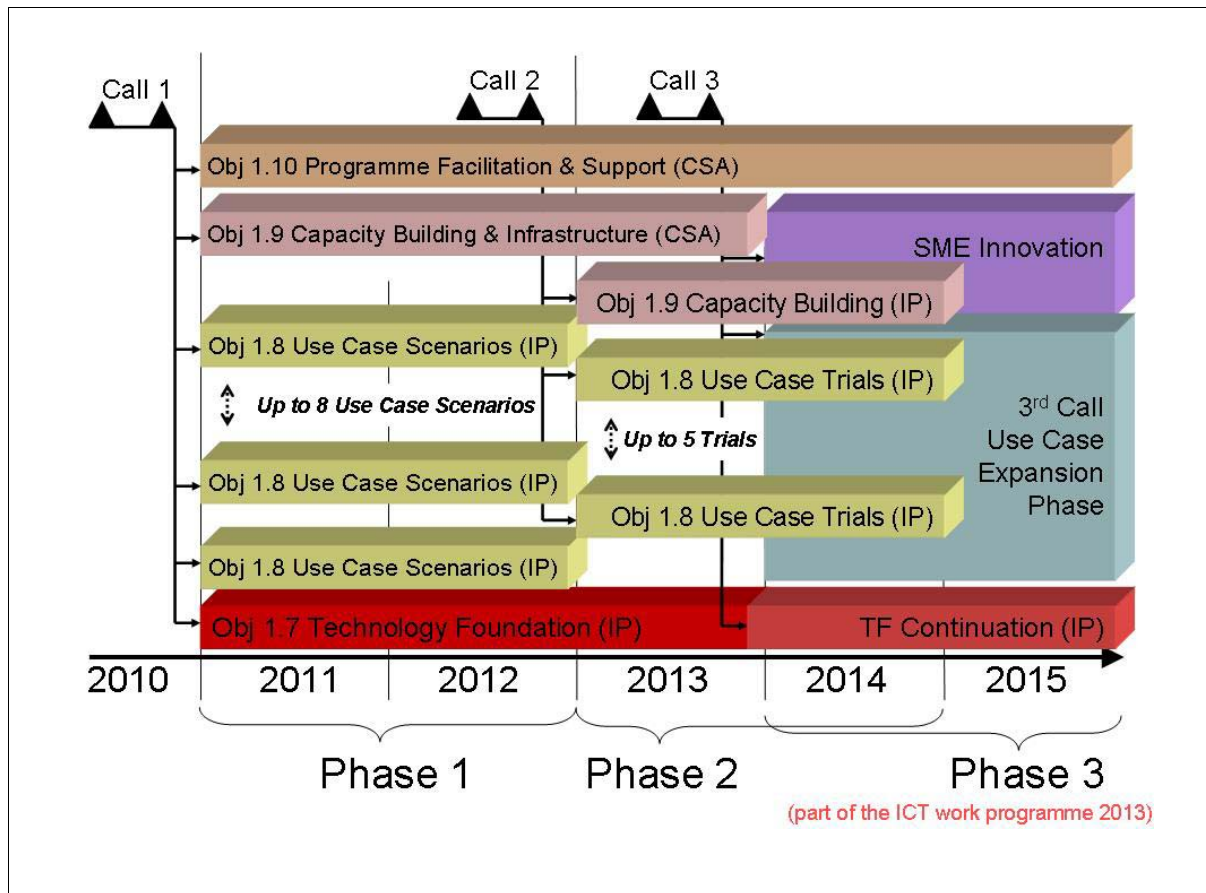 Call 1
Call 2
Call 3
Obj 1.10 Programme Facilitation & Support (CSA)
Obj 1.9 Capacity Building & Infrastructure (CSA)
SME Innovation
Obj 1.9 Capacity Building (IP)
Obj 1.8 Use Case Scenarios (IP)
Obj 1.8 Use Case Trials (IP)
Up to 8 Use Case Scenarios
Up to 5 Trials
3rd Call
Use Case
Expansion
Phase
Obj 1.8 Use Case Scenarios (IP)
Obj 1.8 Use Case Trials (IP)
Obj 1.8 Use Case Scenarios (IP)
Obj 1.7 Technology Foundation (IP)
TF Continuation (IP)
2010
2011
2012
2013
2014
2015
Phase 1
Phase 2
Phase 3
(part of the ICT work programme 2013)